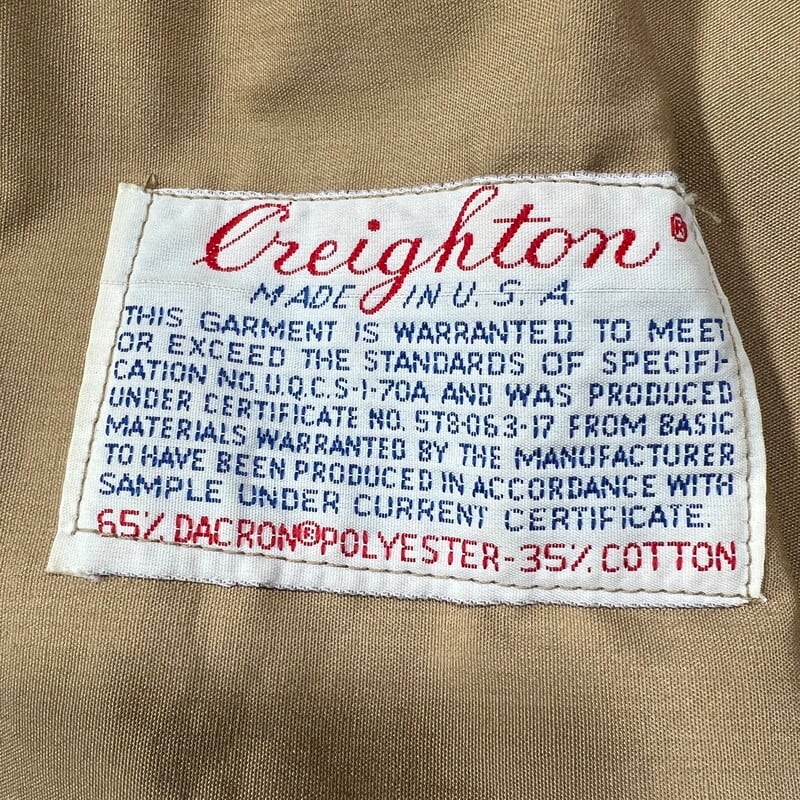 Creighton®
MADE IN U.S.A.
THIS GARMENT IS WARRANTED TO MEET
OR EXCEED THE STANDARDS OF SPECIFI-
CATION NO. U.Q.C.S-1-70A AND WAS PRODUCED
UNDER CERTIFICATE NO. ST8-063-17 FROM BASIC
MATERIALS WARRANTED BY THE MANUFACTURER
TO HAVE BEEN PRODUCED IN ACCORDANCE WITH
SAMPLE UNDER CURRENT CERTIFICATE.
65% DACRON® POLYESTER-35% COTTON